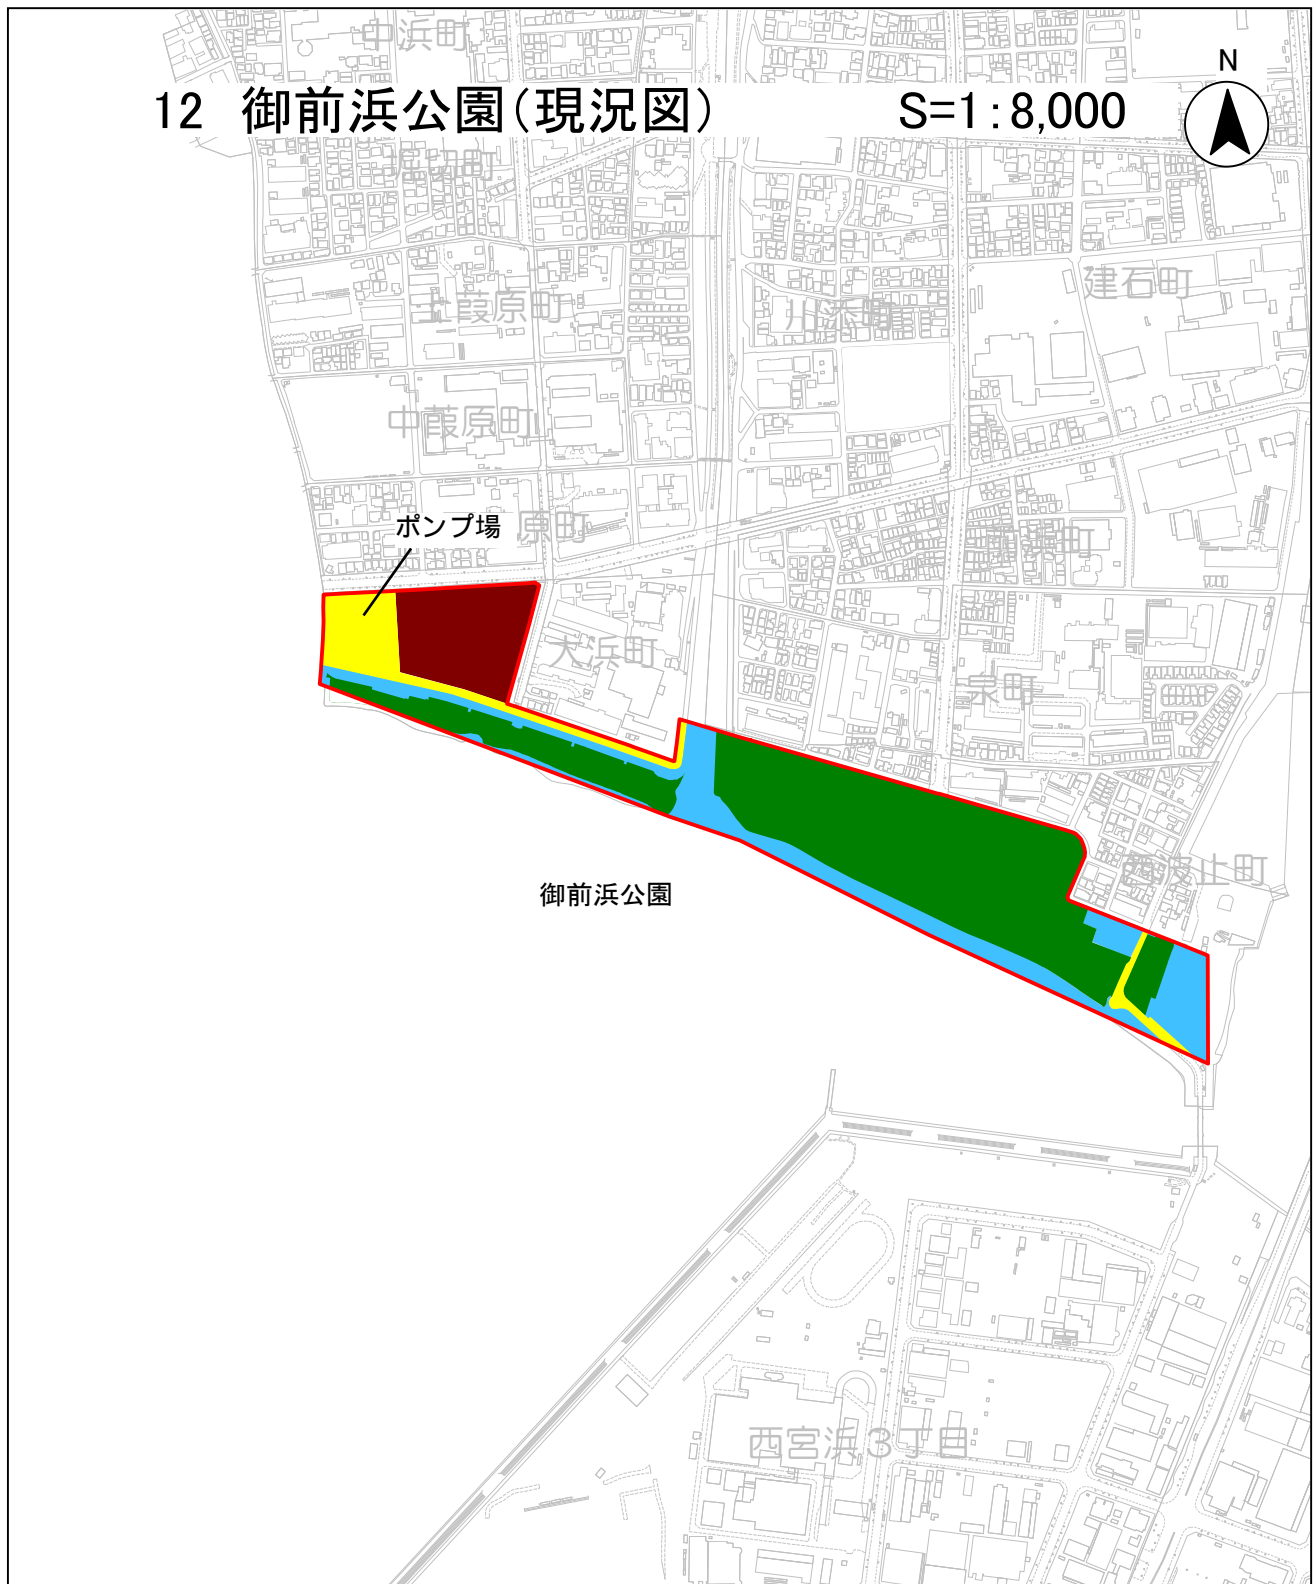 中浜町
N
12 御前浜公園(現況図) S=1:8,000
堀切町
建石町
上葭原町
川添町
中葭原町
ポンプ場
原町
大浜町
泉町
西波止町
御前浜公園
西宮浜3丁目